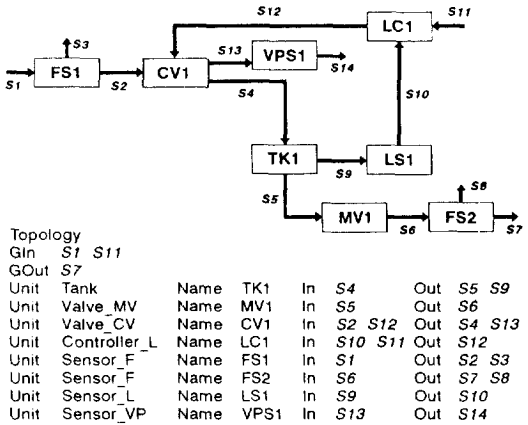 S12
LC1
S11
S3
S13
VPS1
S14
FS1
CV1
S1
S2
S4
S10
TK1
LS1
S9
S5
S8
MV1
FS2
S6
S7
Topology
GIn S1 S11
GOut S7
Unit Tank Name TK1 In S4 Out S5 S9
Unit Valve_MV Name MV1 In S5 Out S6
Unit Valve_CV Name CV1 In S2 S12 Out S4 S13
Unit Controller_L Name LC1 In S10 S11 Out S12
Unit Sensor_F Name FS1 In S1 Out S2 S3
Unit Sensor_F Name FS2 In S6 Out S7 S8
Unit Sensor_L Name LS1 In S9 Out S10
Unit Sensor_VP Name VPS1 In S13 Out S14